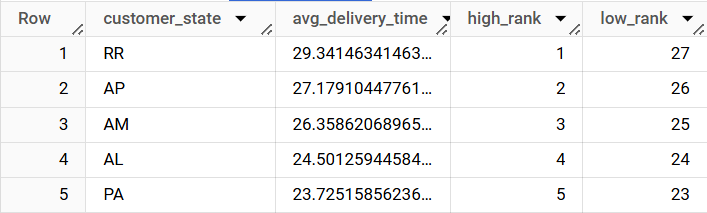 Row customer_state avg_delivery_time high_rank low_rank
1 RR 29.34146341463... 1 27
2 AP 27.17910447761... 2 26
3 AM 26.35862068965... 3 25
4 AL 24.50125944584... 4 24
5 PA 23.72515856236... 5 23